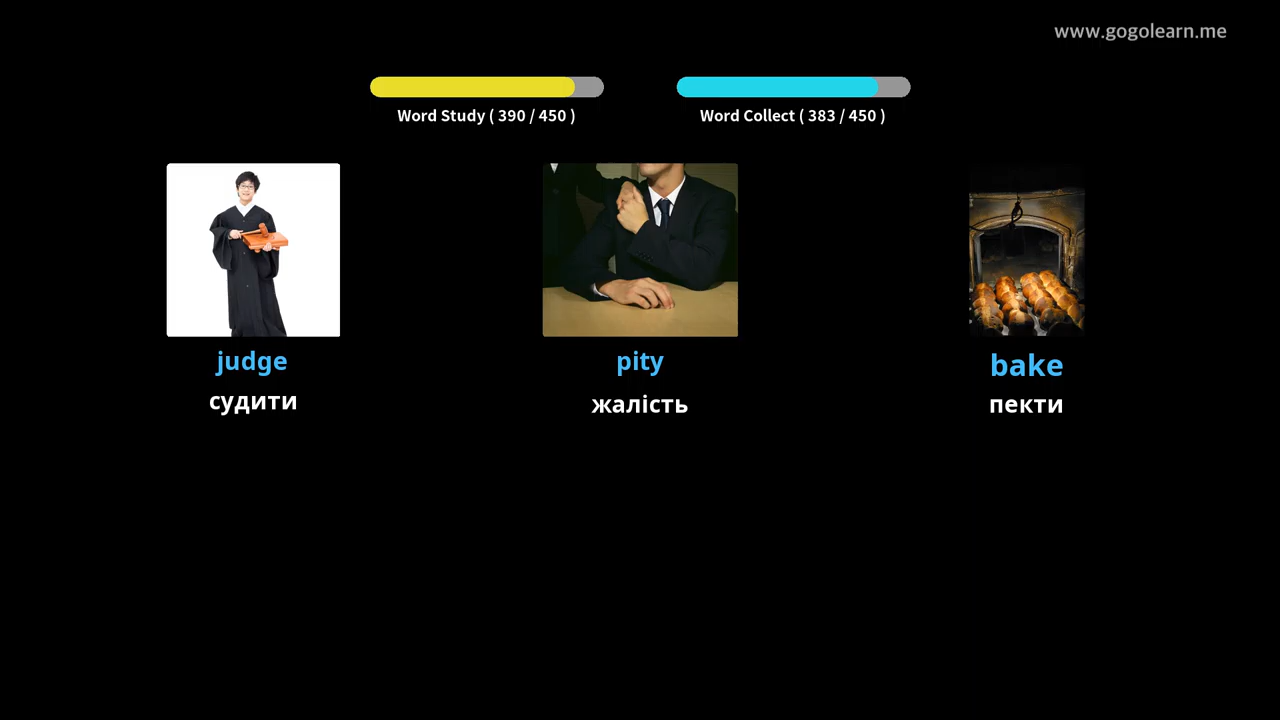 www.gogolearn.me
Word Study ( 390 / 450 )
Word Collect ( 383 / 450 )
judge
pity
bake
судити
жалість
пекти